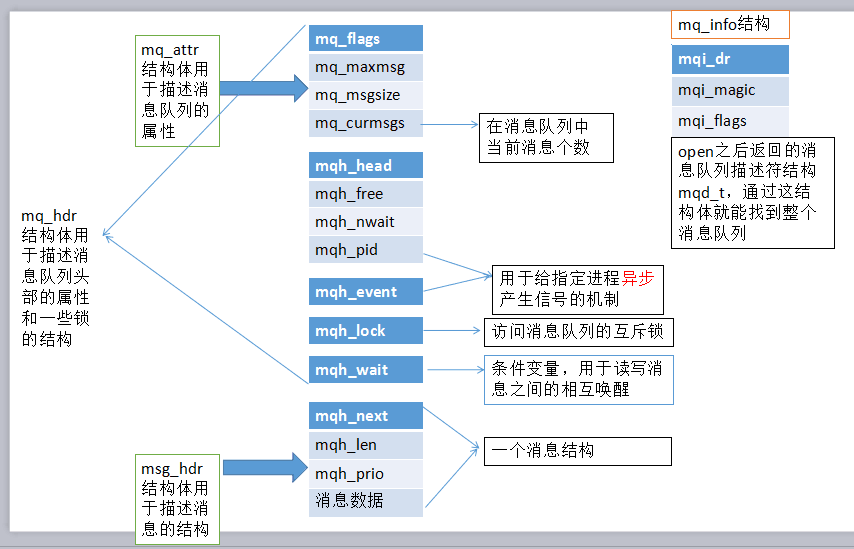 mq_attr
结构体用
于描述消
息队列的
属性
mq_flags
mq_maxmsg
mq_msgsize
mq_curmsgs
在消息队列中
当前消息个数
mq_info结构
mqi_dr
mqi_magic
mqi_flags
open之后返回的消
息队列描述符结构
mqd_t，通过这结
构体就能找到整个
消息队列
mq_hdr
结构体用
于描述消
息队列头
部的属性
和一些锁
的结构
mqh_head
mqh_free
mqh_nwait
mqh_pid
mqh_event
用于给指定进程异步
产生信号的机制
mqh_lock
访问消息队列的互斥锁
mqh_wait
条件变量，用于读写消
息之间的相互唤醒
msg_hdr
结构体用
于描述消
息的结构
mqh_next
mqh_len
mqh_prio
消息数据
一个消息结构